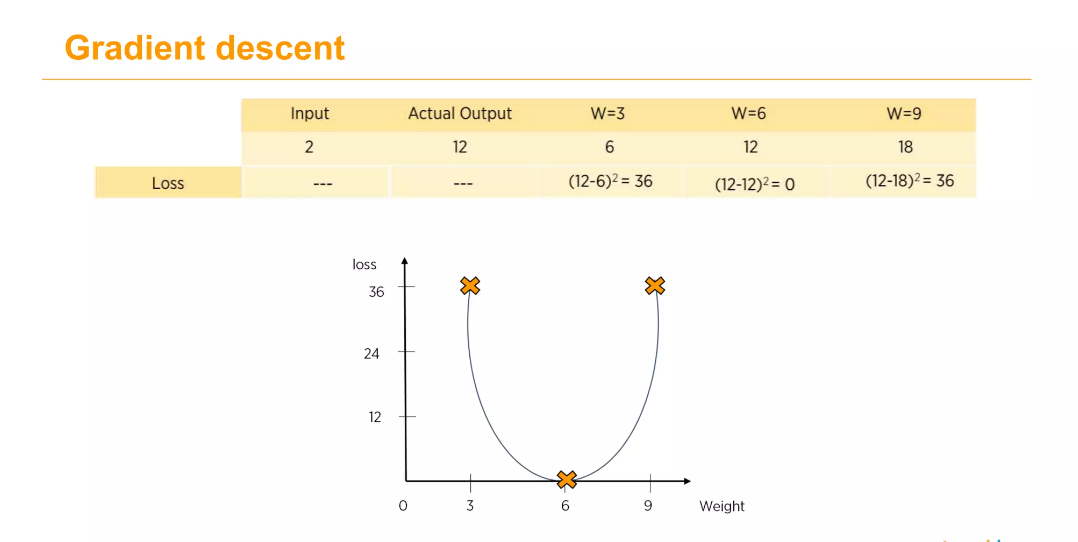 Gradient descent
Input Actual Output W=3 W=6 W=9
2 12 6 12 18
Loss --- --- (12-6)²= 36 (12-12)²= 0 (12-18)²= 36
loss
36
24
12
0 3 6 9 Weight